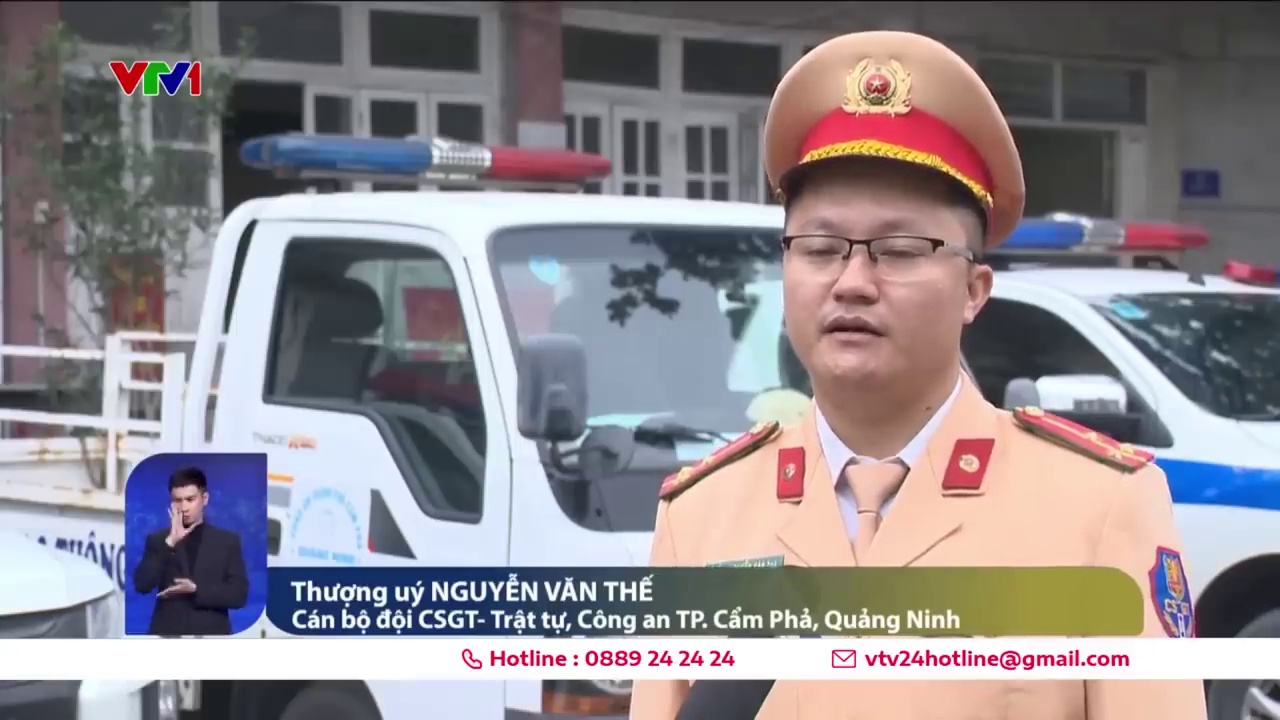 VTV1
THÔNG
Thượng uý NGUYỄN VĂN THẾ
Cán bộ đội CSGT- Trật tự, Công an TP. Cẩm Phả, Quảng Ninh
Hotline : 0889 24 24 24
vtv24hotline@gmail.com